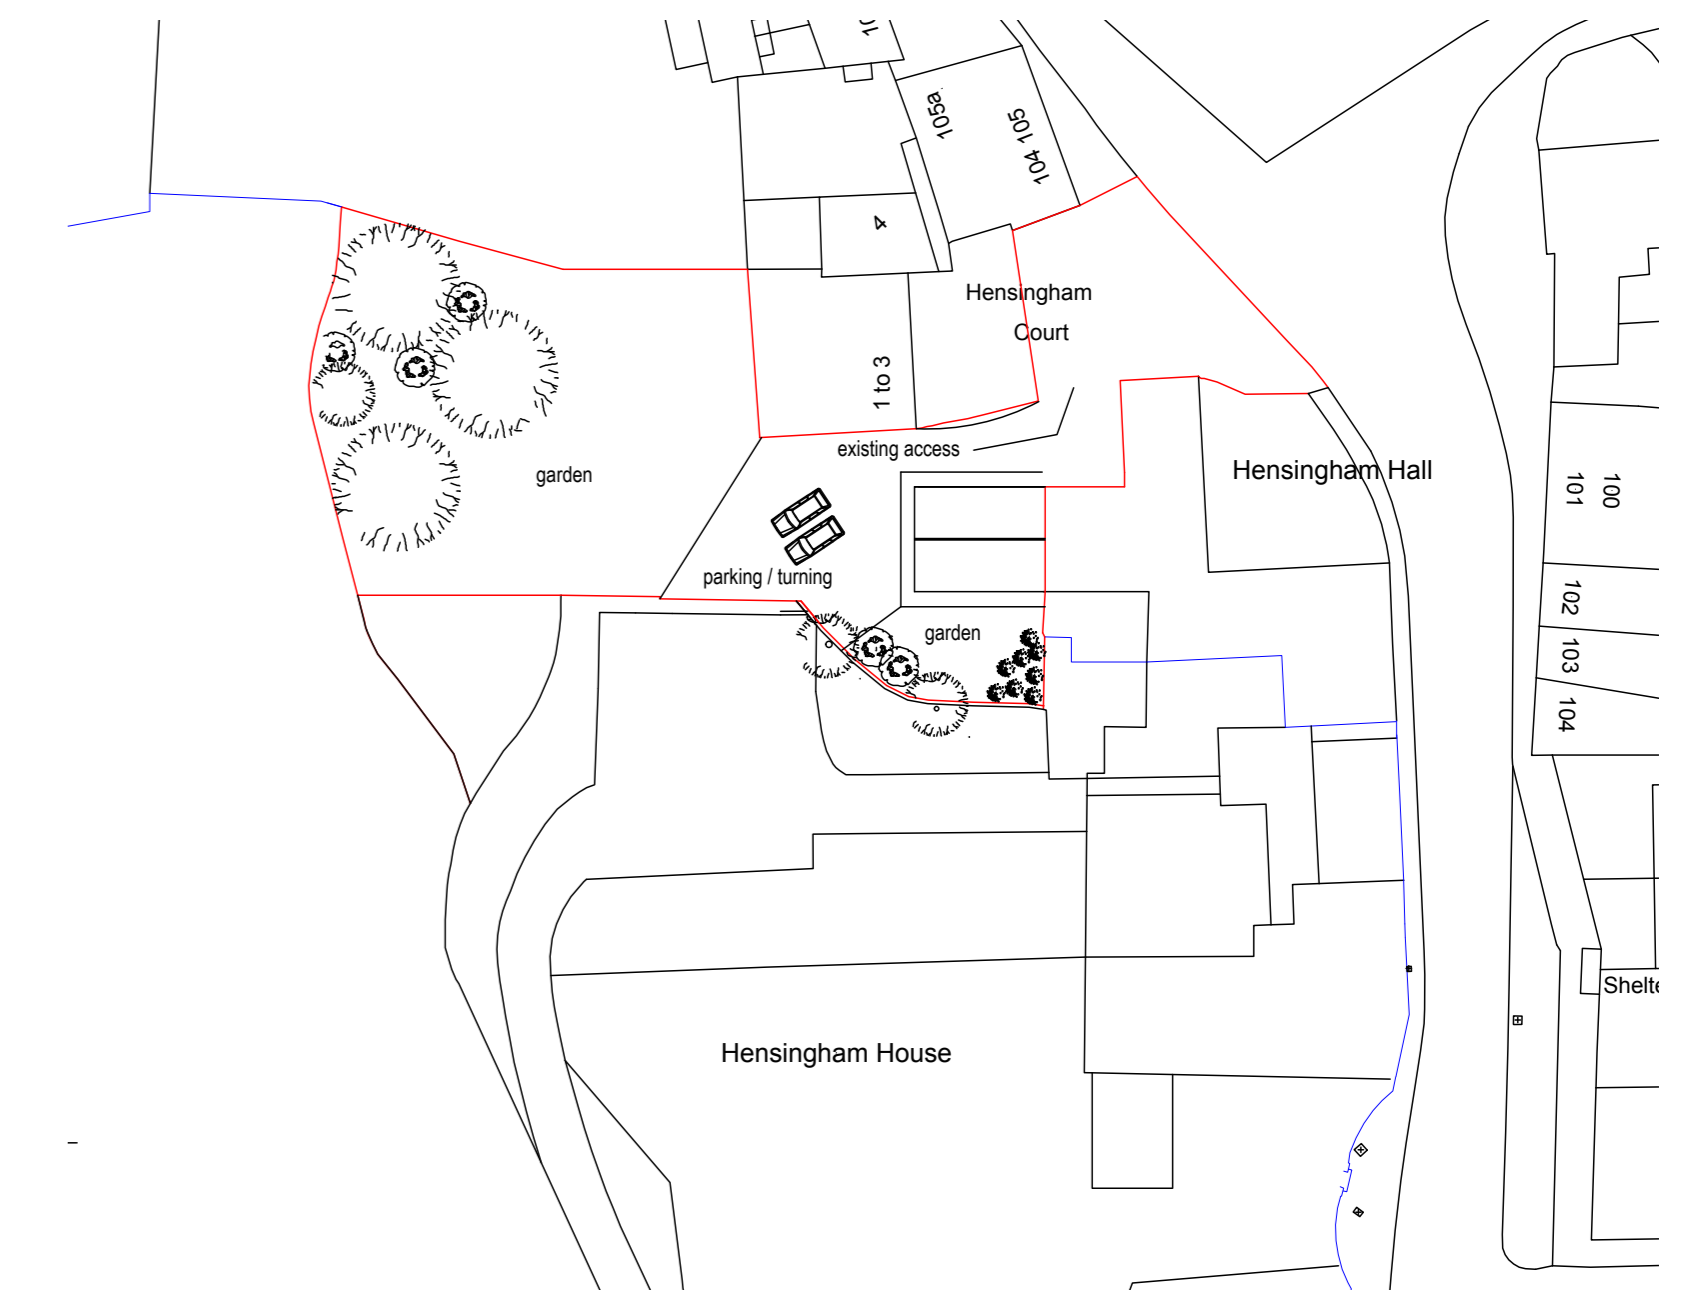 105a
104 105
4
Hensingham
Court
1 to 3
existing access
garden
Hensingham Hall
100
101
parking / turning
102
garden
103
104
Hensingham House